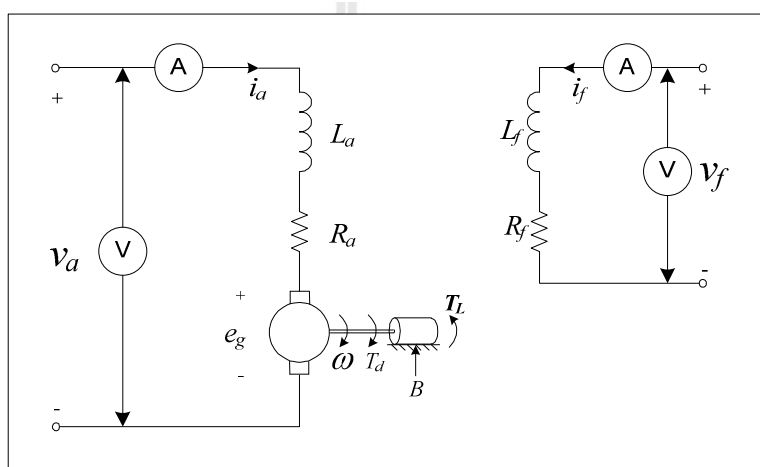 A
i_a
+
L_a
V
v_a
R_a
+
e_g
-
ω
T_d
T_L
B
-
A
i_f
+
L_f
V
v_f
R_f
-